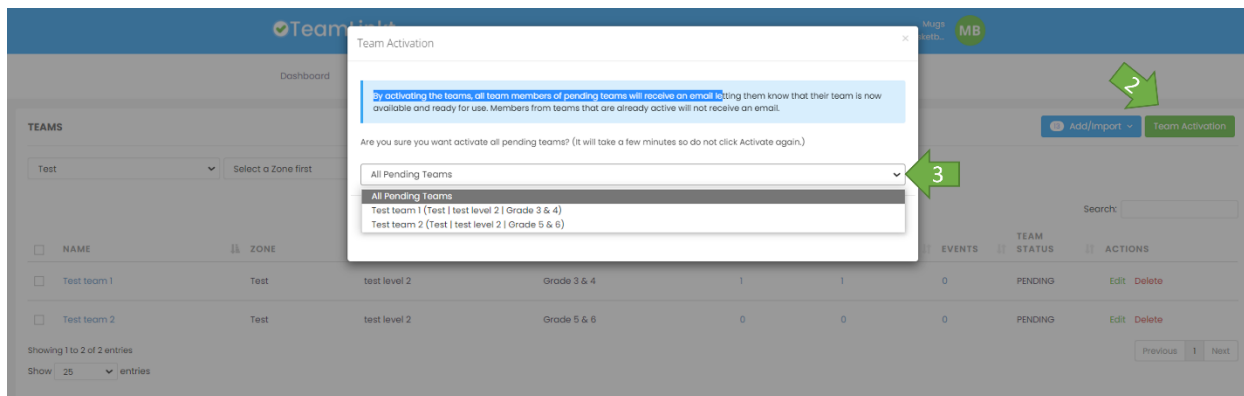 Team
Mugs
MB
Team Activation
×
Dashboard
2
By activating the teams, all team members of pending teams will receive an email letting them know that their team is now
available and ready for use. Members from teams that are already active will not receive an email.
TEAMS
Add/Import
Team Activation
Are you sure you want activate all pending teams? (It will take a few minutes so do not click Activate again.)
Test
Select a Zone first
All Pending Teams
3
All Pending Teams
Test team 1 (Test | test level 2 | Grade 3 & 4)
Test team 2 (Test | test level 2 | Grade 5 & 6)
Search:
NAME ZONE EVENTS TEAM STATUS ACTIONS
Test team 1 Test test level 2 Grade 3 & 4 1 1 0 PENDING Edit Delete
Test team 2 Test test level 2 Grade 5 & 6 0 0 0 PENDING Edit Delete
Showing 1 to 2 of 2 entries
Previous 1 Next
Show 25 entries